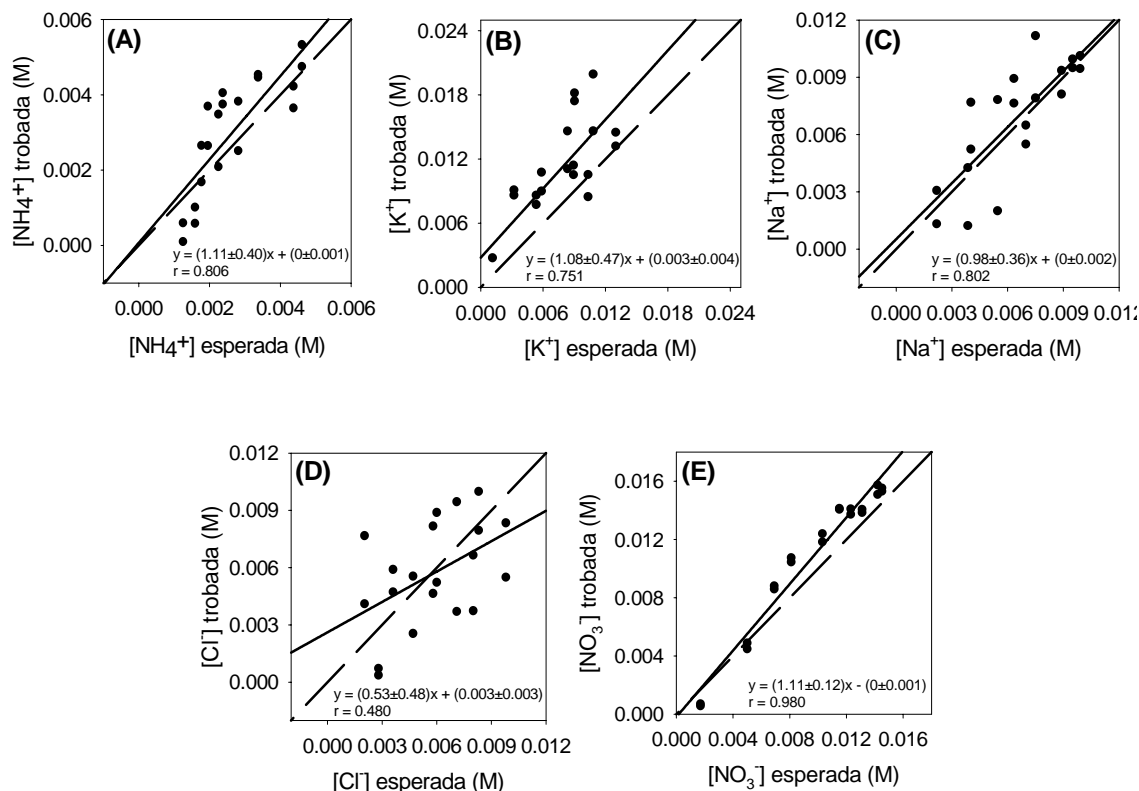 (A)
[NH4+] trobada (M)
0.006
0.004
0.002
0.000
y = (1.11±0.40)x + (0±0.001)
r = 0.806
0.000 0.002 0.004 0.006
[NH4+] esperada (M)
(B)
[K+] trobada (M)
0.024
0.018
0.012
0.006
0.000
y = (1.08±0.47)x + (0.003±0.004)
r = 0.751
0.000 0.006 0.012 0.018 0.024
[K+] esperada (M)
(C)
[Na+] trobada (M)
0.012
0.009
0.006
0.003
0.000
y = (0.98±0.36)x + (0±0.002)
r = 0.802
0.000 0.003 0.006 0.009 0.012
[Na+] esperada (M)
(D)
[Cl-] trobada (M)
0.012
0.009
0.006
0.003
0.000
y = (0.53±0.48)x + (0.003±0.003)
r = 0.480
0.000 0.003 0.006 0.009 0.012
[Cl-] esperada (M)
(E)
[NO3-] trobada (M)
0.016
0.012
0.008
0.004
0.000
y = (1.11±0.12)x - (0±0.001)
r = 0.980
0.000 0.004 0.008 0.012 0.016
[NO3-] esperada (M)